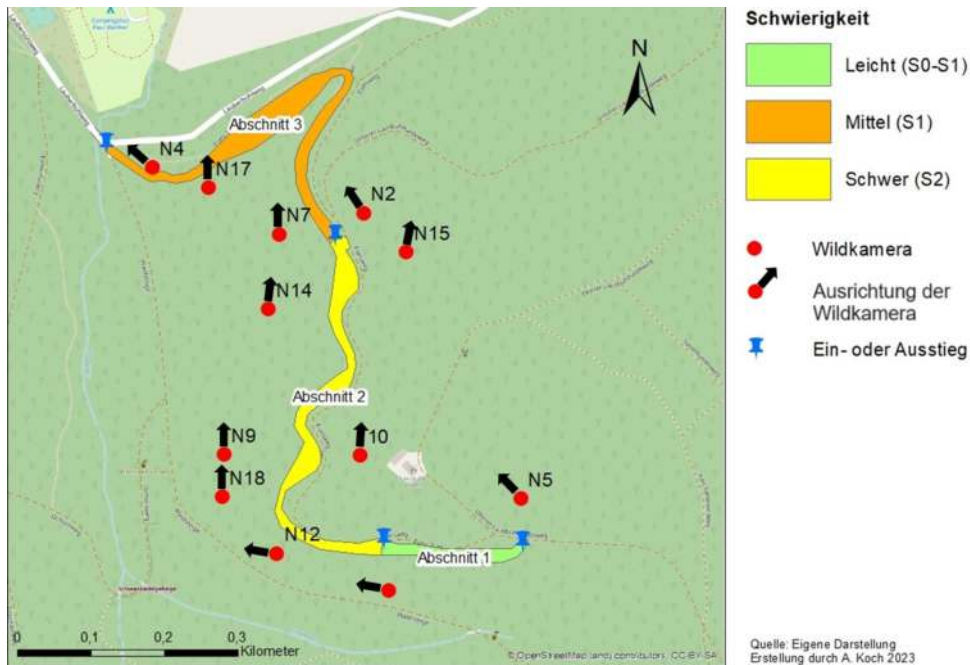 Schwierigkeit
Leicht (S0-S1)
Mittel (S1)
Schwer (S2)
Wildkamera
Ausrichtung der
Wildkamera
Ein- oder Ausstieg
N
Abschnitt 3
N4
N17
N2
N7
N15
N14
Abschnitt 2
N9
10
N18
N5
N12
Abschnitt 1
0 0,1 0,2 0,3
Kilometer
© OpenStreetMap (and) contributors, CC-BY-SA
Quelle: Eigene Darstellung
Erstellung durch A. Koch 2023